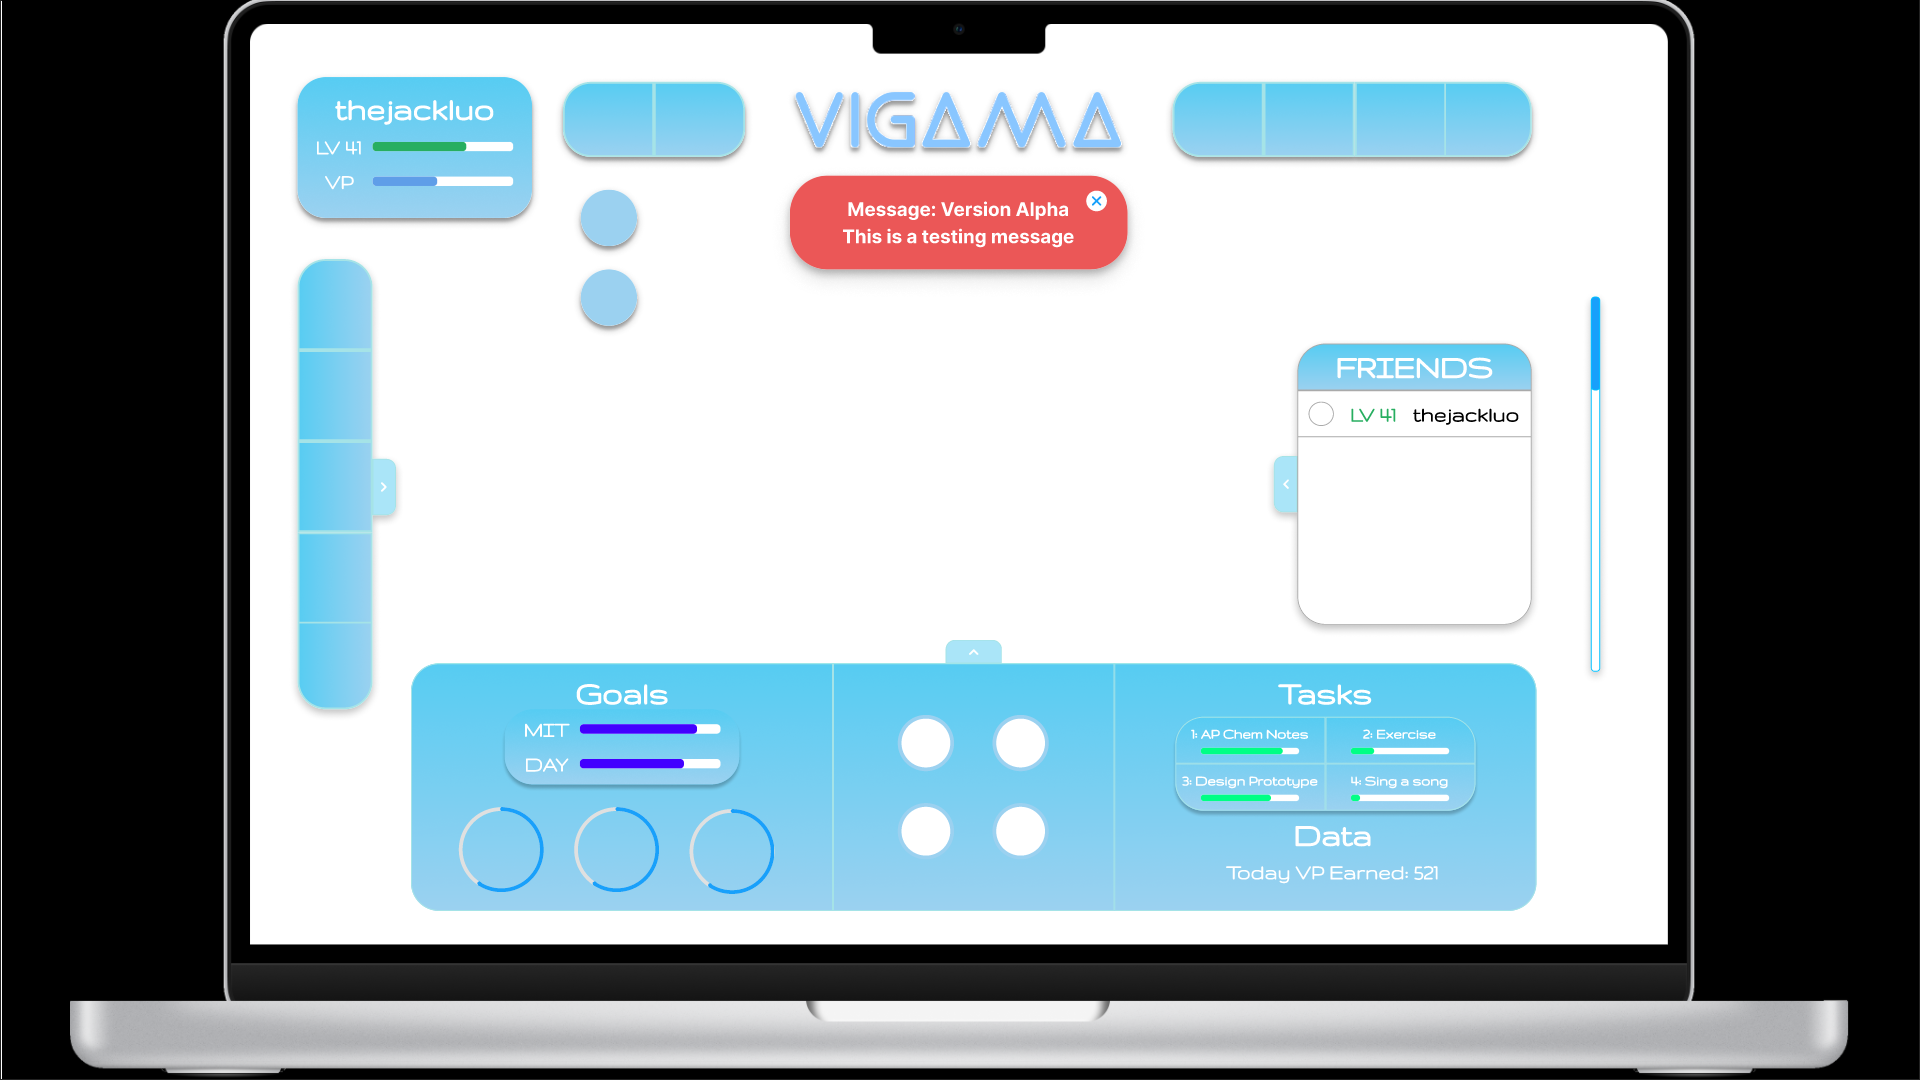 thejackluo
LV 41
VP
VIGAMA
Message: Version Alpha
This is a testing message
FRIENDS
LV 41 thejackluo
Goals
MIT
DAY
Tasks
1: AP Chem Notes
2: Exercise
3: Design Prototype
4: Sing a song
Data
Today VP Earned: 521